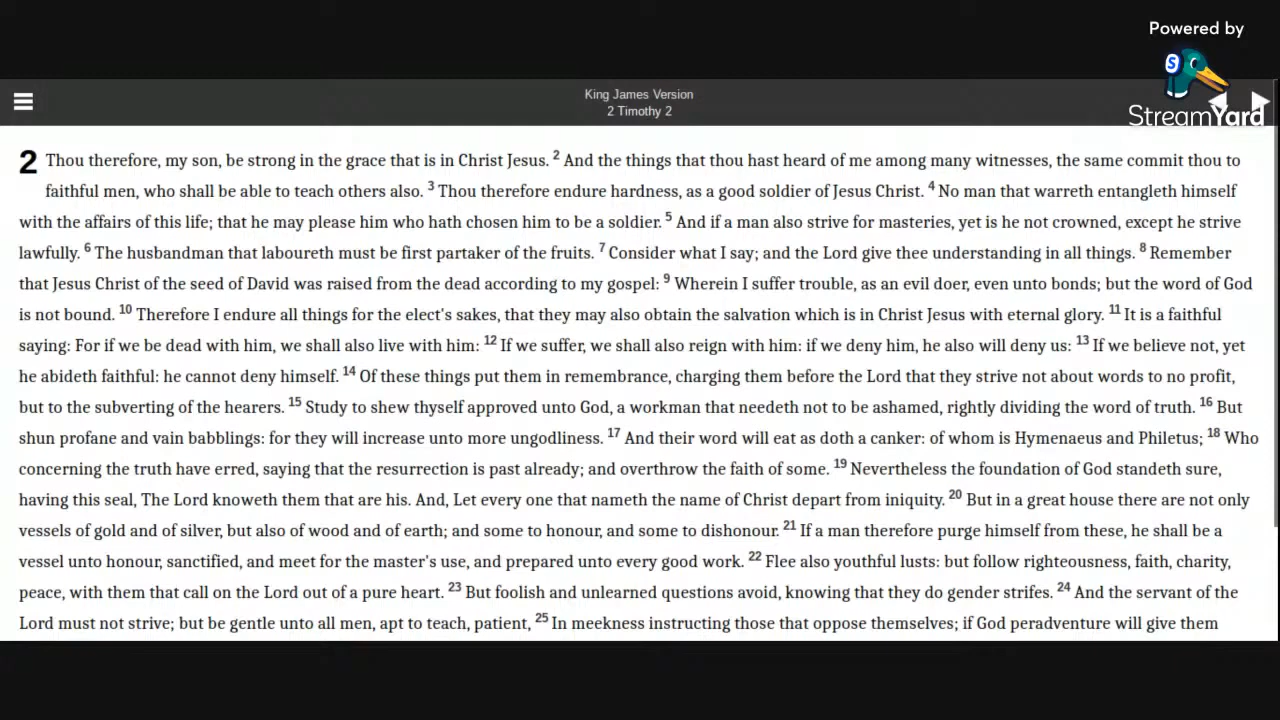 Powered by
StreamYard
King James Version
2 Timothy 2
2 Thou therefore, my son, be strong in the grace that is in Christ Jesus. 2 And the things that thou hast heard of me among many witnesses, the same commit thou to
faithful men, who shall be able to teach others also. 3 Thou therefore endure hardness, as a good soldier of Jesus Christ. 4 No man that warreth entangleth himself
with the affairs of this life; that he may please him who hath chosen him to be a soldier. 5 And if a man also strive for masteries, yet is he not crowned, except he strive
lawfully. 6 The husbandman that laboureth must be first partaker of the fruits. 7 Consider what I say; and the Lord give thee understanding in all things. 8 Remember
that Jesus Christ of the seed of David was raised from the dead according to my gospel: 9 Wherein I suffer trouble, as an evil doer, even unto bonds; but the word of God
is not bound. 10 Therefore I endure all things for the elect's sakes, that they may also obtain the salvation which is in Christ Jesus with eternal glory. 11 It is a faithful
saying: For if we be dead with him, we shall also live with him: 12 If we suffer, we shall also reign with him: if we deny him, he also will deny us: 13 If we believe not, yet
he abideth faithful: he cannot deny himself. 14 Of these things put them in remembrance, charging them before the Lord that they strive not about words to no profit,
but to the subverting of the hearers. 15 Study to shew thyself approved unto God, a workman that needeth not to be ashamed, rightly dividing the word of truth. 16 But
shun profane and vain babblings: for they will increase unto more ungodliness. 17 And their word will eat as doth a canker: of whom is Hymenaeus and Philetus; 18 Who
concerning the truth have erred, saying that the resurrection is past already; and overthrow the faith of some. 19 Nevertheless the foundation of God standeth sure,
having this seal, The Lord knoweth them that are his. And, Let every one that nameth the name of Christ depart from iniquity. 20 But in a great house there are not only
vessels of gold and of silver, but also of wood and of earth; and some to honour, and some to dishonour. 21 If a man therefore purge himself from these, he shall be a
vessel unto honour, sanctified, and meet for the master's use, and prepared unto every good work. 22 Flee also youthful lusts: but follow righteousness, faith, charity,
peace, with them that call on the Lord out of a pure heart. 23 But foolish and unlearned questions avoid, knowing that they do gender strifes. 24 And the servant of the
Lord must not strive; but be gentle unto all men, apt to teach, patient, 25 In meekness instructing those that oppose themselves; if God peradventure will give them